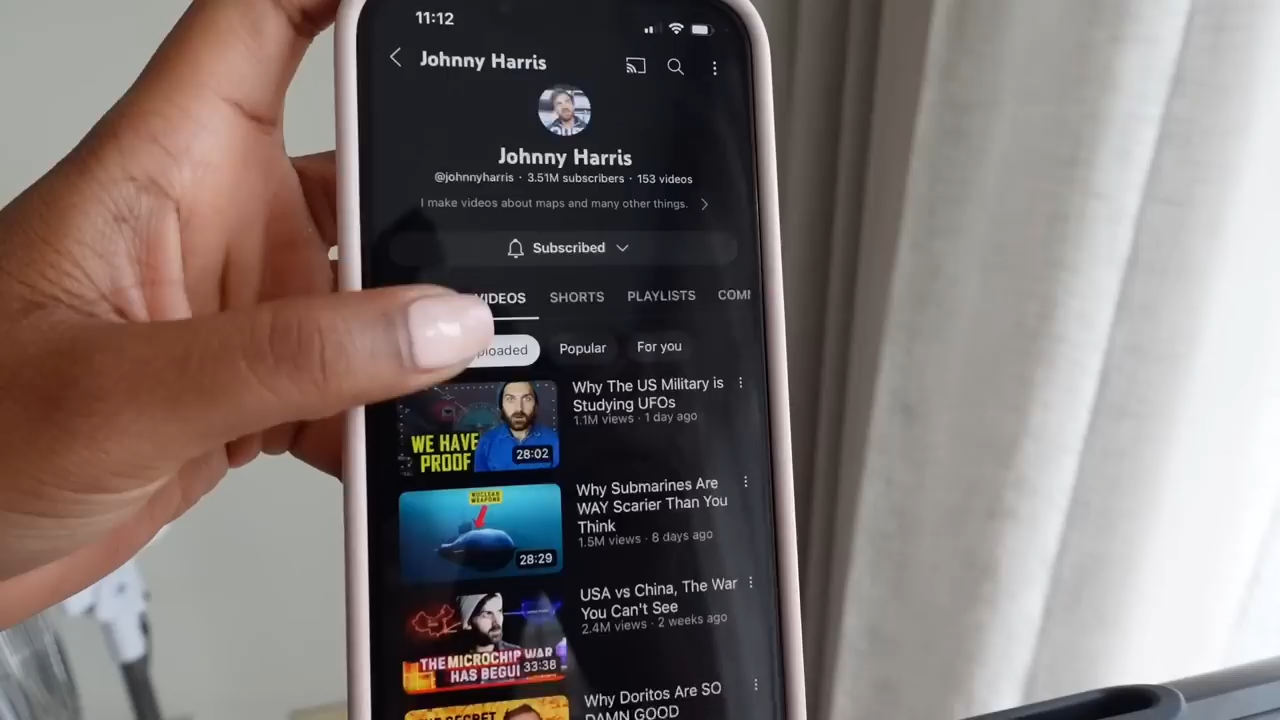 11:12
Johnny Harris
Johnny Harris
@johnnyharris · 3.51M subscribers · 153 videos
I make videos about maps and many other things.
Subscribed
VIDEOS SHORTS PLAYLISTS
Popular For you
WE HAVE
PROOF
28:02
Why The US Military is
Studying UFOs
1.1M views · 1 day ago
NUCLEAR
WEAPONS
28:29
Why Submarines Are
WAY Scarier Than You
Think
1.5M views · 8 days ago
THE MICROCHIP WAR
HAS BEGU
33:38
USA vs China, The War
You Can't See
2.4M views · 2 weeks ago
Why Doritos Are SO
DAMN GOOD